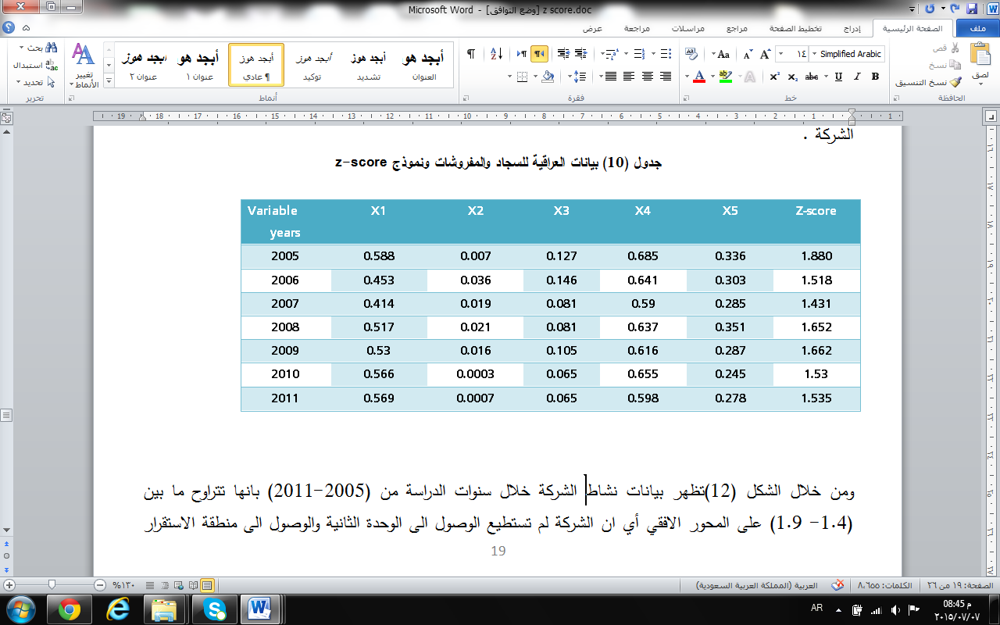 z score.doc [وضع التوافق] - Microsoft Word
ملف الصفحة الرئيسية إدراج تخطيط الصفحة مراجع مراسلات مراجعة عرض
لصق
قص
نسخ
نسخ التنسيق
الحافظة
Simplified Arabic ١٤
خط
فقرة
أبجد هو
العنوان
أبجد هوز
تشديد
أبجد هوز
توكيد
أبجد هوز
¶ عادي
أبجد هو
عنوان ١
أبجد هوز
عنوان ٢
تغيير الأنماط
أنماط
بحث
استبدال
تحديد
تحرير
الشركة .
جدول (10) بيانات العراقية للسجاد والمفروشات ونموذج z-score
Variable X1 X2 X3 X4 X5 Z-score
years
2005 0.588 0.007 0.127 0.685 0.336 1.880
2006 0.453 0.036 0.146 0.641 0.303 1.518
2007 0.414 0.019 0.081 0.59 0.285 1.431
2008 0.517 0.021 0.081 0.637 0.351 1.652
2009 0.53 0.016 0.105 0.616 0.287 1.662
2010 0.566 0.0003 0.065 0.655 0.245 1.53
2011 0.569 0.0007 0.065 0.598 0.278 1.535
ومن خلال الشكل (12)تظهر بيانات نشاط الشركة خلال سنوات الدراسة من (2005-2011) بانها تتراوح ما بين
(1.4- 1.9) على المحور الافقي أي ان الشركة لم تستطيع الوصول الى الوحدة الثانية والوصول الى منطقة الاستقرار
19
الصفحة: ١٩ من ٢٦ الكلمات: ٨،٦٥٥ العربية (المملكة العربية السعودية) ١٣٠%
AR
08:45 م
٢٠١٥/٠٧/٠٧